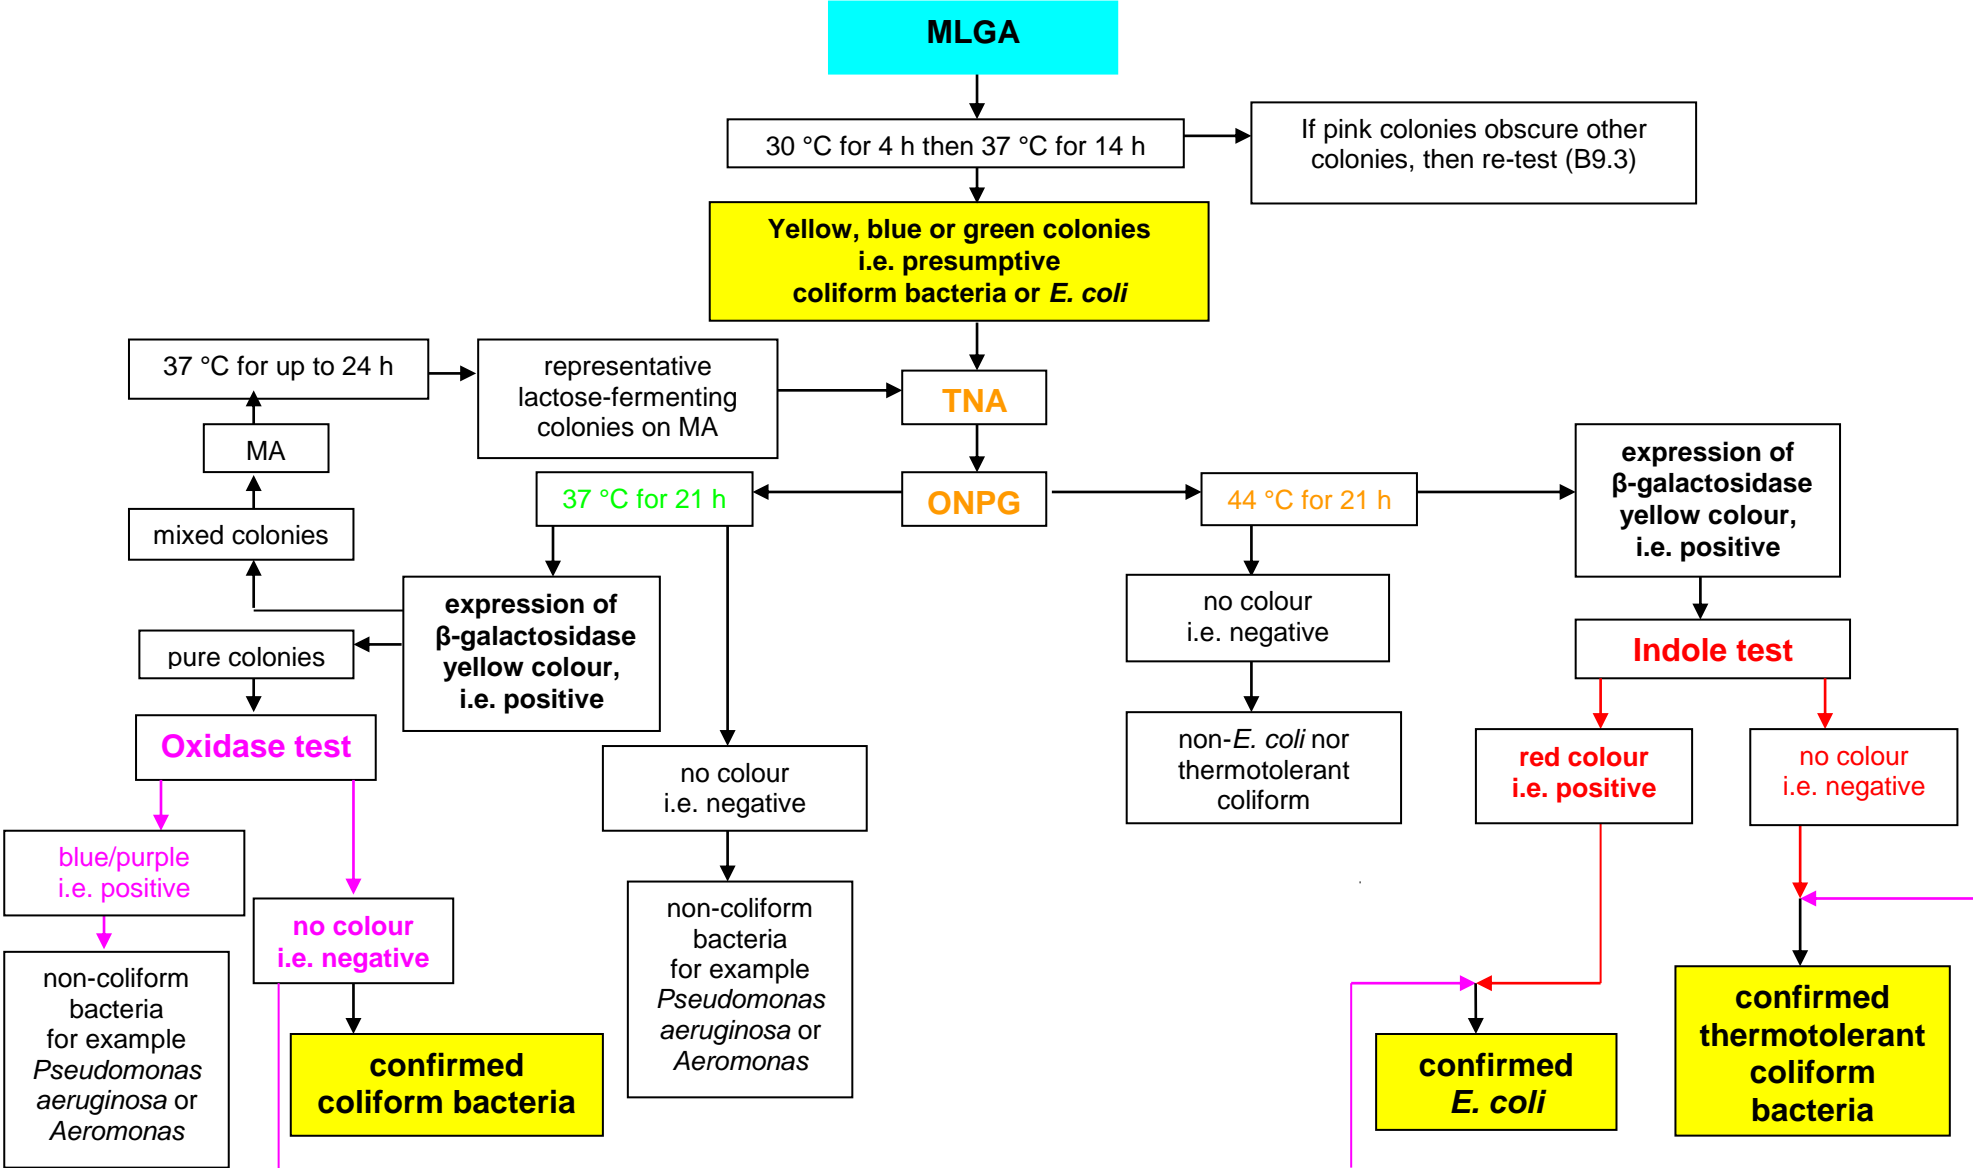 MLGA
30 °C for 4 h then 37 °C for 14 h
If pink colonies obscure other
colonies, then re-test (B9.3)
Yellow, blue or green colonies
i.e. presumptive
coliform bacteria or E. coli
37 °C for up to 24 h
representative
lactose-fermenting
colonies on MA
TNA
MA
ONPG
37 °C for 21 h
44 °C for 21 h
expression of
β-galactosidase
yellow colour,
i.e. positive
mixed colonies
expression of
β-galactosidase
yellow colour,
i.e. positive
no colour
i.e. negative
pure colonies
Indole test
Oxidase test
no colour
i.e. negative
non-E. coli nor
thermotolerant
coliform
red colour
i.e. positive
no colour
i.e. negative
blue/purple
i.e. positive
no colour
i.e. negative
non-coliform
bacteria
for example
Pseudomonas
aeruginosa or
Aeromonas
non-coliform
bacteria
for example
Pseudomonas
aeruginosa or
Aeromonas
confirmed
coliform bacteria
confirmed
E. coli
confirmed
thermotolerant
coliform
bacteria